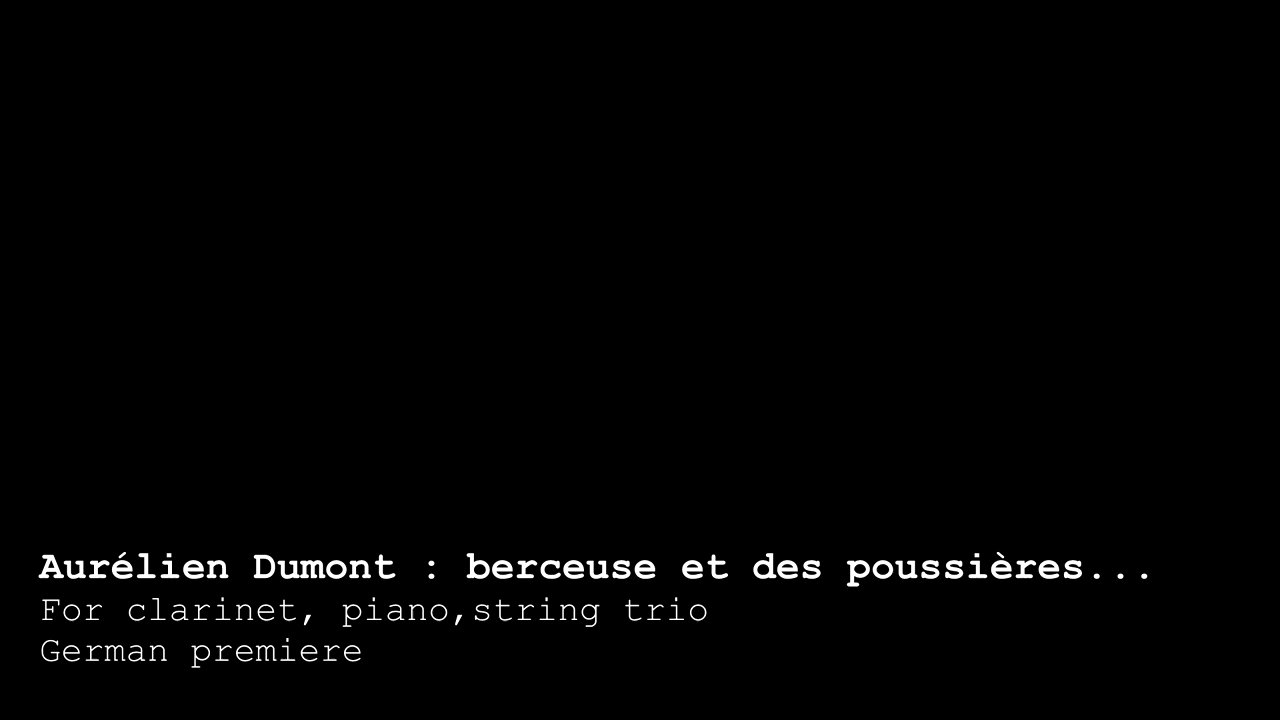 Aurélien Dumont : berceuse et des poussières...
For clarinet, piano,string trio
German premiere